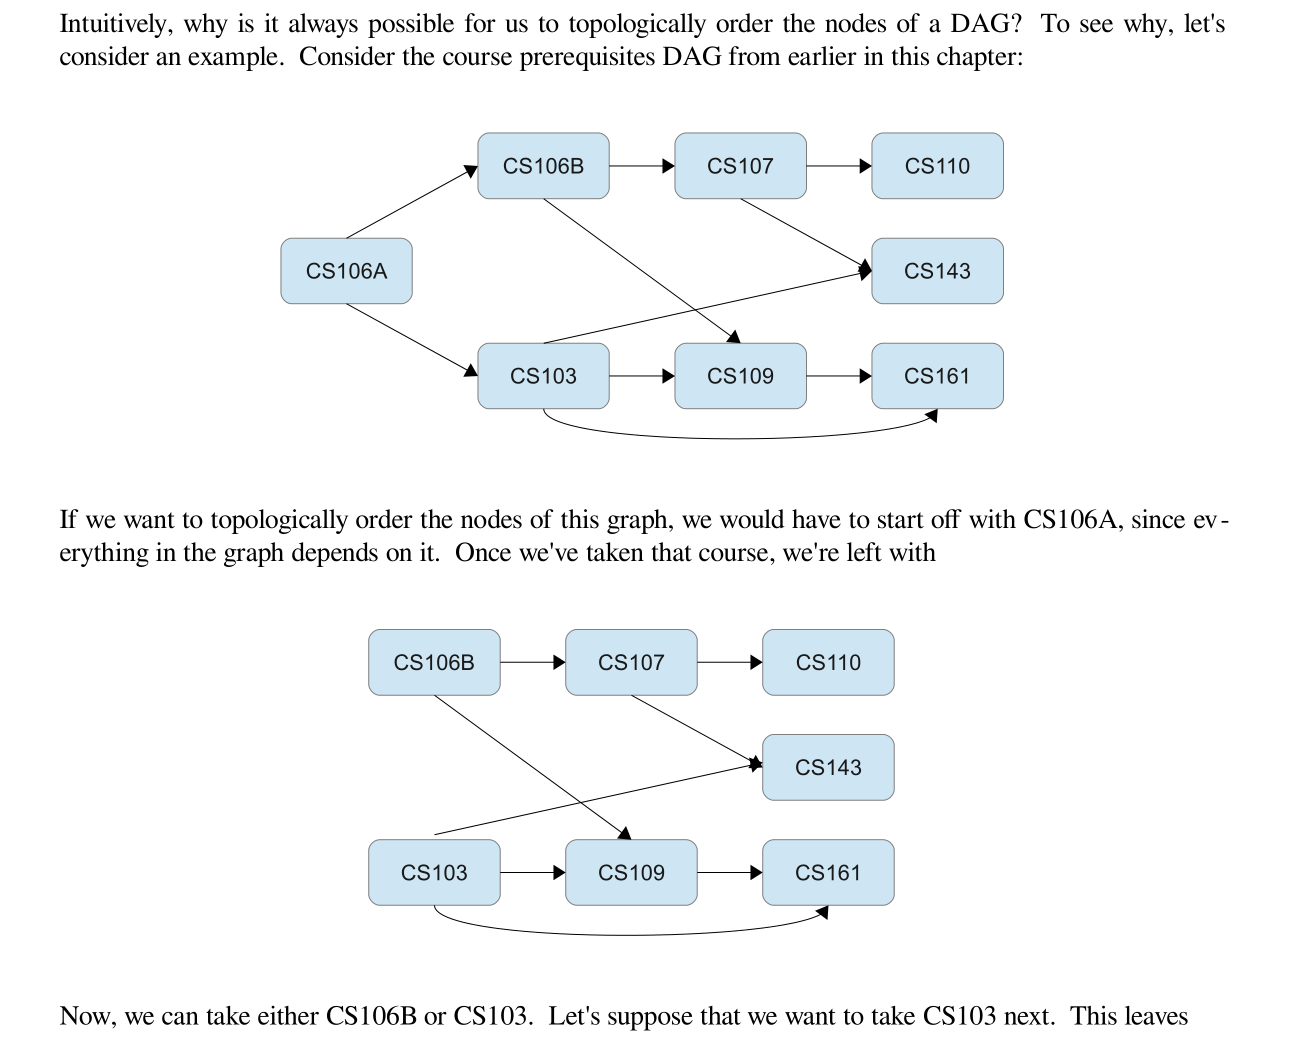 Intuitively, why is it always possible for us to topologically order the nodes of a DAG? To see why, let's
consider an example. Consider the course prerequisites DAG from earlier in this chapter:
CS106B CS107 CS110
CS106A CS143
CS103 CS109 CS161
If we want to topologically order the nodes of this graph, we would have to start off with CS106A, since ev-
erything in the graph depends on it. Once we've taken that course, we're left with
CS106B CS107 CS110
CS143
CS103 CS109 CS161
Now, we can take either CS106B or CS103. Let's suppose that we want to take CS103 next. This leaves